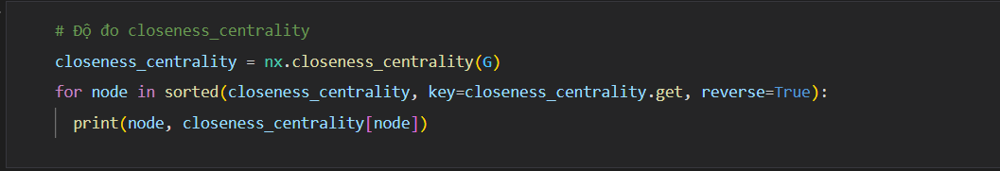 # Độ đo closeness_centrality
closeness_centrality = nx.closeness_centrality(G)
for node in sorted(closeness_centrality, key=closeness_centrality.get, reverse=True):
print(node, closeness_centrality[node])